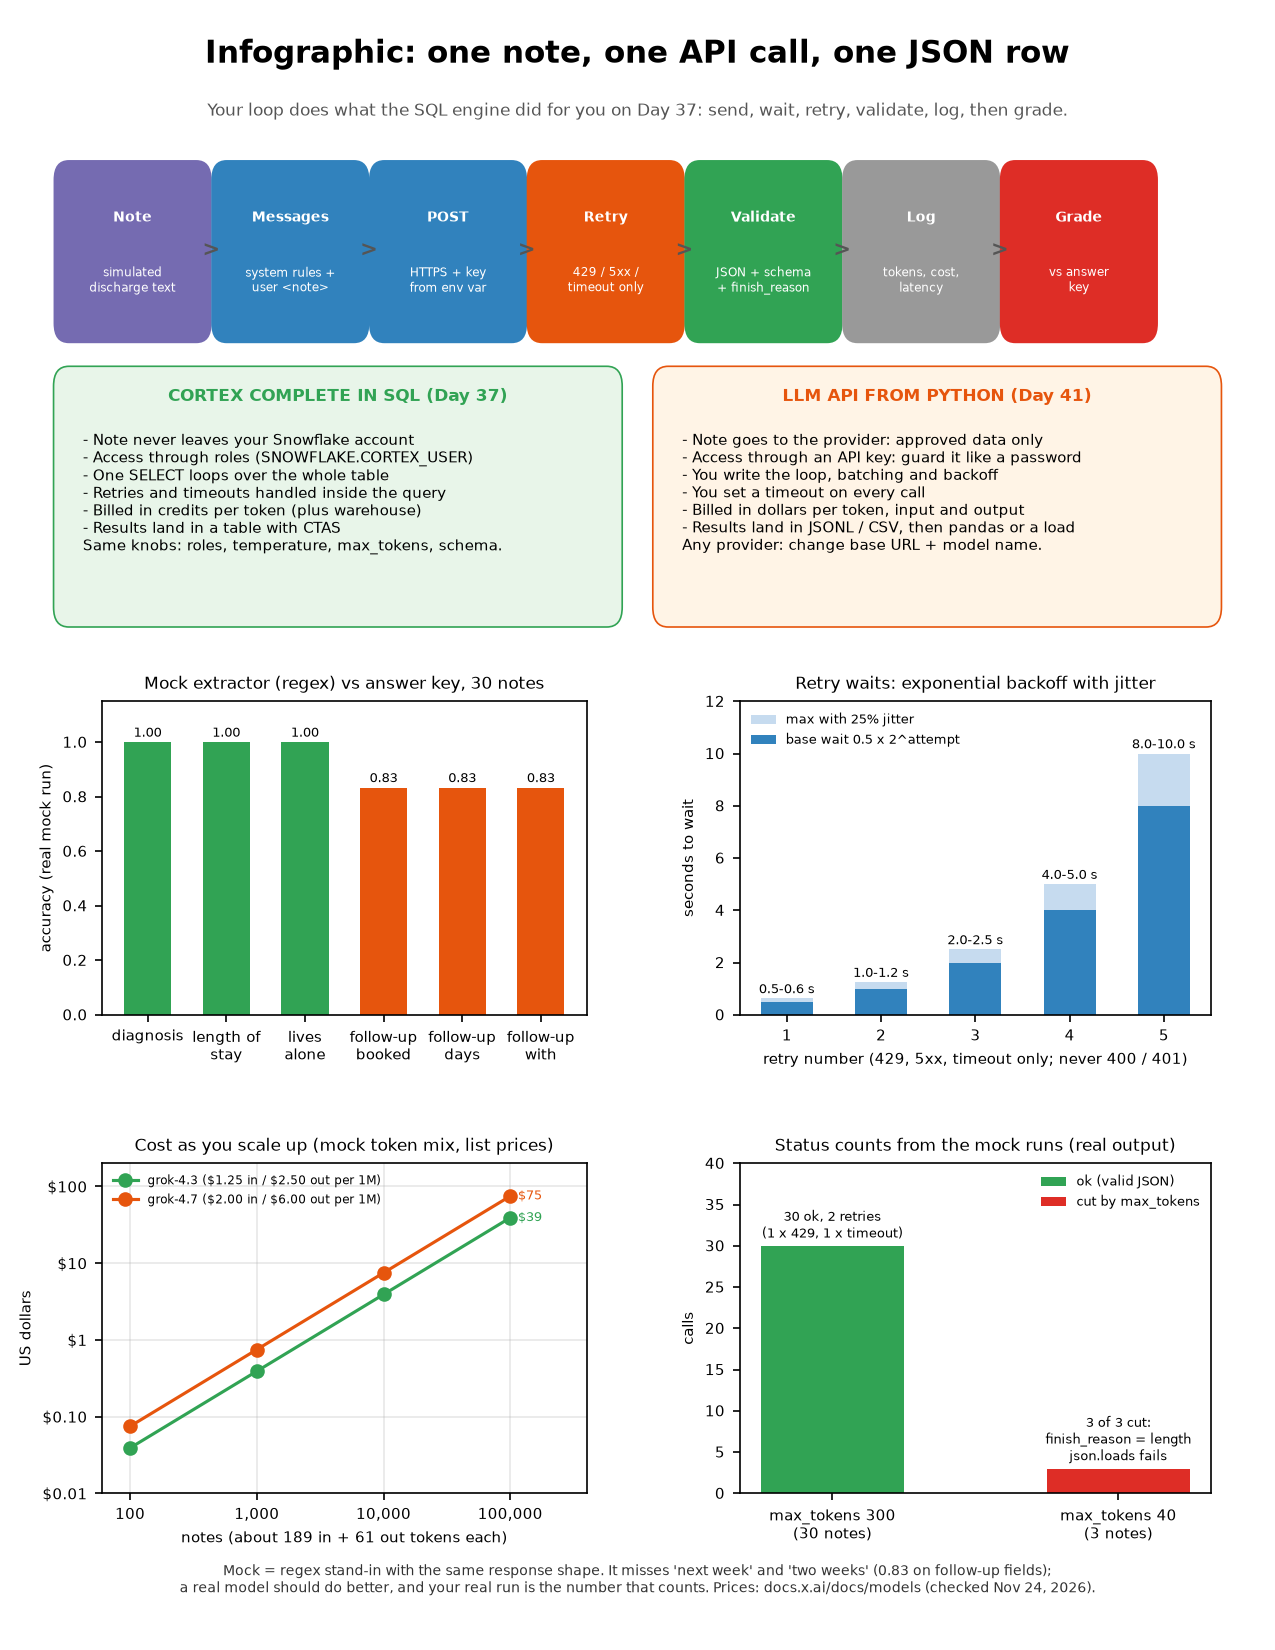 Infographic: one note, one API call, one JSON row
Your loop does what the SQL engine did for you on Day 37: send, wait, retry, validate, log, then grade.
Note
simulated
discharge text
>
Messages
system rules +
user <note>
>
POST
HTTPS + key
from env var
>
Retry
429 / 5xx /
timeout only
>
Validate
JSON + schema
+ finish_reason
>
Log
tokens, cost,
latency
>
Grade
vs answer
key
CORTEX COMPLETE IN SQL (Day 37)
- Note never leaves your Snowflake account
- Access through roles (SNOWFLAKE.CORTEX_USER)
- One SELECT loops over the whole table
- Retries and timeouts handled inside the query
- Billed in credits per token (plus warehouse)
- Results land in a table with CTAS
Same knobs: roles, temperature, max_tokens, schema.
LLM API FROM PYTHON (Day 41)
- Note goes to the provider: approved data only
- Access through an API key: guard it like a password
- You write the loop, batching and backoff
- You set a timeout on every call
- Billed in dollars per token, input and output
- Results land in JSONL / CSV, then pandas or a load
Any provider: change base URL + model name.
Mock extractor (regex) vs answer key, 30 notes
accuracy (real mock run)
1.0
0.8
0.6
0.4
0.2
0.0
1.00
1.00
1.00
0.83
0.83
0.83
diagnosis
length of
stay
lives
alone
follow-up
booked
follow-up
days
follow-up
with
Retry waits: exponential backoff with jitter
max with 25% jitter
base wait 0.5 x 2^attempt
seconds to wait
12
10
8
6
4
2
0
0.5-0.6 s
1.0-1.2 s
2.0-2.5 s
4.0-5.0 s
8.0-10.0 s
1
2
3
4
5
retry number (429, 5xx, timeout only; never 400 / 401)
Cost as you scale up (mock token mix, list prices)
grok-4.3 ($1.25 in / $2.50 out per 1M)
grok-4.7 ($2.00 in / $6.00 out per 1M)
US dollars
$100
$10
$1
$0.10
$0.01
$75
$39
100
1,000
10,000
100,000
notes (about 189 in + 61 out tokens each)
Status counts from the mock runs (real output)
ok (valid JSON)
cut by max_tokens
calls
40
35
30
25
20
15
10
5
0
30 ok, 2 retries
(1 x 429, 1 x timeout)
3 of 3 cut:
finish_reason = length
json.loads fails
max_tokens 300
(30 notes)
max_tokens 40
(3 notes)
Mock = regex stand-in with the same response shape. It misses 'next week' and 'two weeks' (0.83 on follow-up fields);
a real model should do better, and your real run is the number that counts. Prices: docs.x.ai/docs/models (checked Nov 24, 2026).